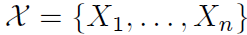 𝒳 = {X₁, . . . , Xₙ}